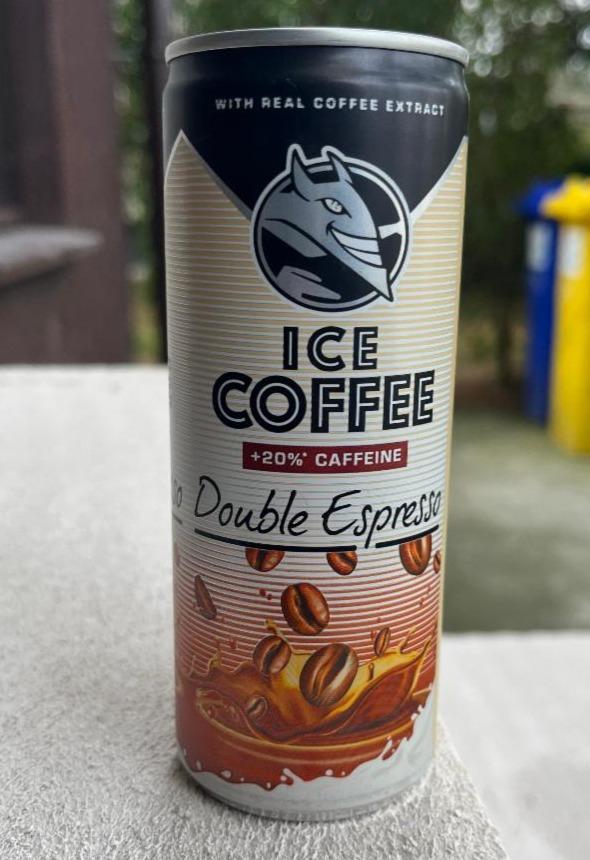 WITH REAL COFFEE EXTRACT
ICE
COFFEE
+20%* CAFFEINE
Double Espresso